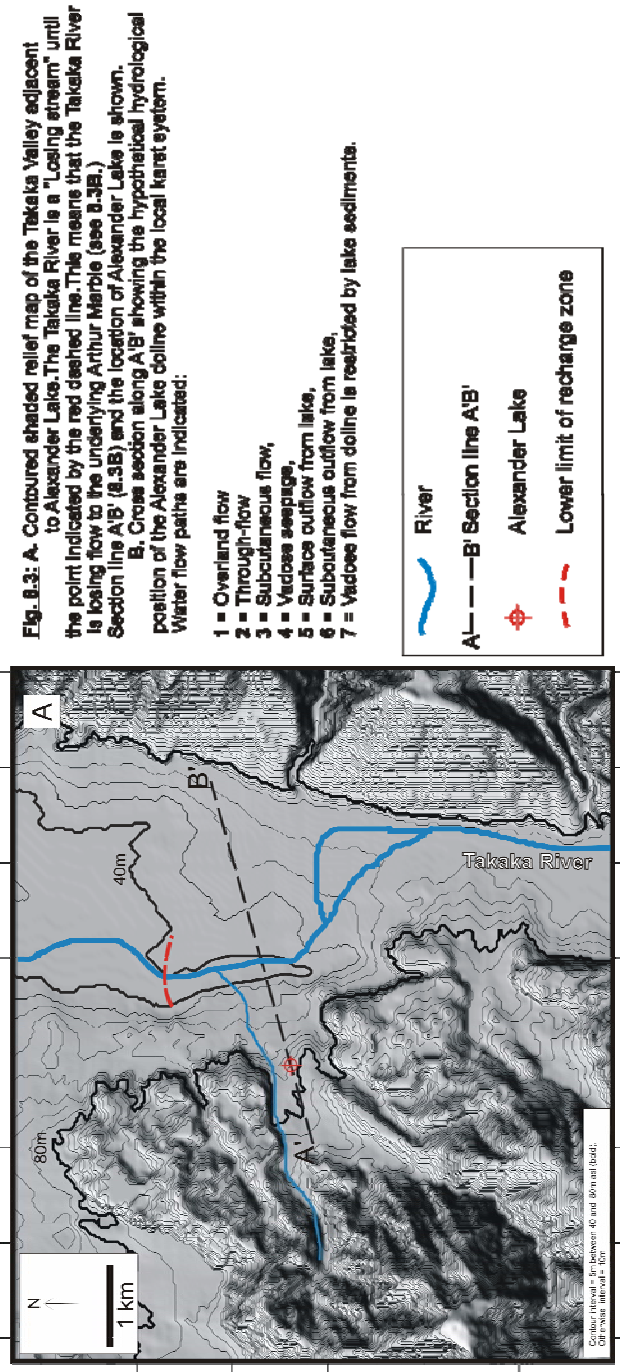 Fig. 8.3: A. Contoured shaded relief map of the Takaka Valley adjacent
to Alexander Lake.The Takaka River is a "Losing stream" until
the point indicated by the red dashed line.This means that the Takaka River
is losing flow to the underlying Arthur Marble (see 8.3B.)
Section line A'B' (8.3B) and the location of Alexander Lake is shown.
B. Cross section along A'B' showing the hypothetical hydrological
position of the Alexander Lake doline within the local karst system.
Water flow paths are indicated:
1 = Overland flow
2 = Through-flow
3 = Subcutaneous flow,
4 = Vadose seepage,
5 = Surface outflow from lake,
6 = Subcutaneous outflow from lake,
7 = Vadose flow from doline is restricted by lake sediments.
River
A'- - - -B' Section line A'B'
Alexander Lake
Lower limit of recharge zone
A
N
1 km
80m
40m
A'
B'
Takaka River
Contour interval = 5m between 40 and 80m asl (bold).
Otherwise interval = 10m